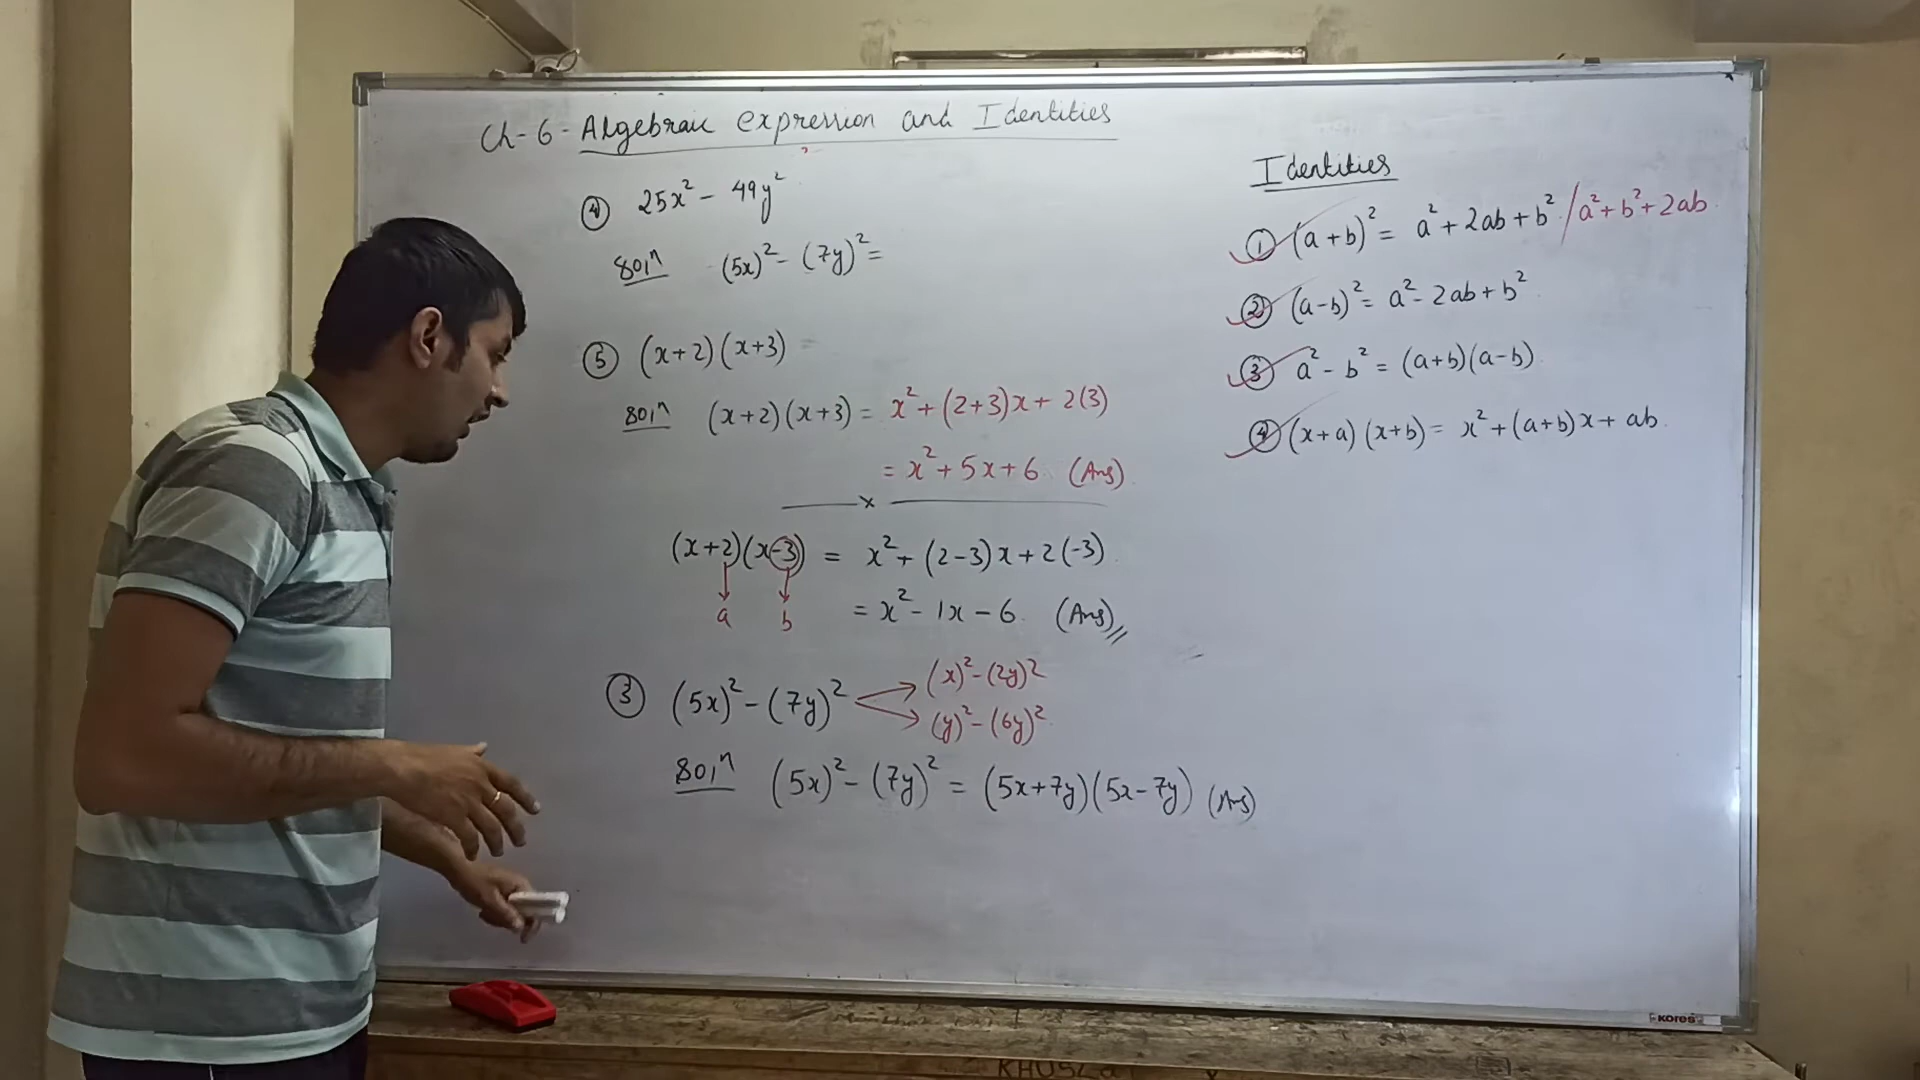 Ch-6- Algebraic expression and Identities
④ 25x² - 49y²
Solⁿ (5x)² - (7y)² =
⑤ (x+2)(x+3)
Solⁿ (x+2)(x+3) = x² + (2+3)x + 2(3)
= x² + 5x + 6 (Ans)
x
(x+2)(x-3) = x² + (2-3)x + 2(-3)
a b
= x² - 1x - 6. (Ans)
③ (5x)² - (7y)²
(x)² - (2y)²
(y)² - (6y)²
Solⁿ (5x)² - (7y)² = (5x+7y)(5x-7y) (Ans)
Identities
① (a+b)² = a² + 2ab + b² / a² + b² + 2ab
② (a-b)² = a² - 2ab + b²
③ a² - b² = (a+b)(a-b)
④ (x+a)(x+b) = x² + (a+b)x + ab
KORES